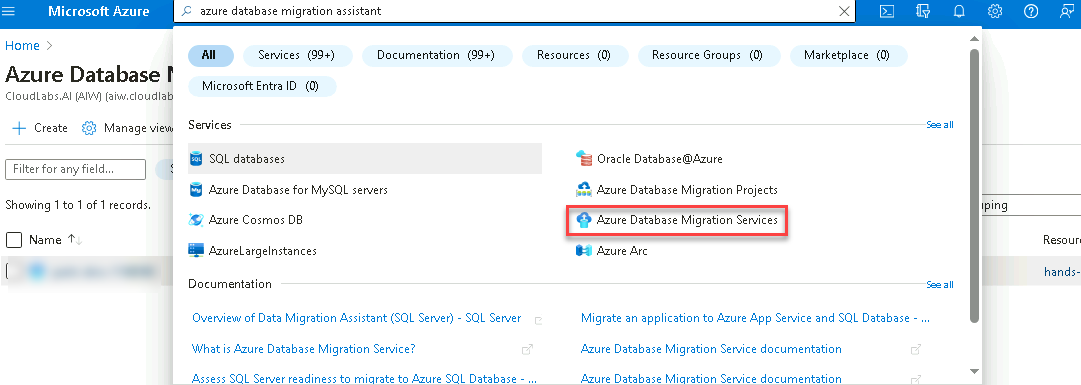 Microsoft Azure
azure database migration assistant
Home
All
Services (99+)
Documentation (99+)
Resources (0)
Resource Groups (0)
Marketplace (0)
Azure Database
CloudLabs.AI (AIW) (aiw.cloudlab
Microsoft Entra ID (0)
Create
Manage view
Services
See all
Filter for any field...
SQL databases
Oracle Database@Azure
Azure Database for MySQL servers
Azure Database Migration Projects
Showing 1 to 1 of 1 records.
uping
Azure Cosmos DB
Azure Database Migration Services
Name
Resour
AzureLargeInstances
Azure Arc
hands-
Documentation
See all
Overview of Data Migration Assistant (SQL Server) - SQL Server
Migrate an application to Azure App Service and SQL Database - ...
What is Azure Database Migration Service?
Azure Database Migration Service documentation
Assess SQL Server readiness to migrate to Azure SQL Database - ...
Azure Database Migration Service documentation